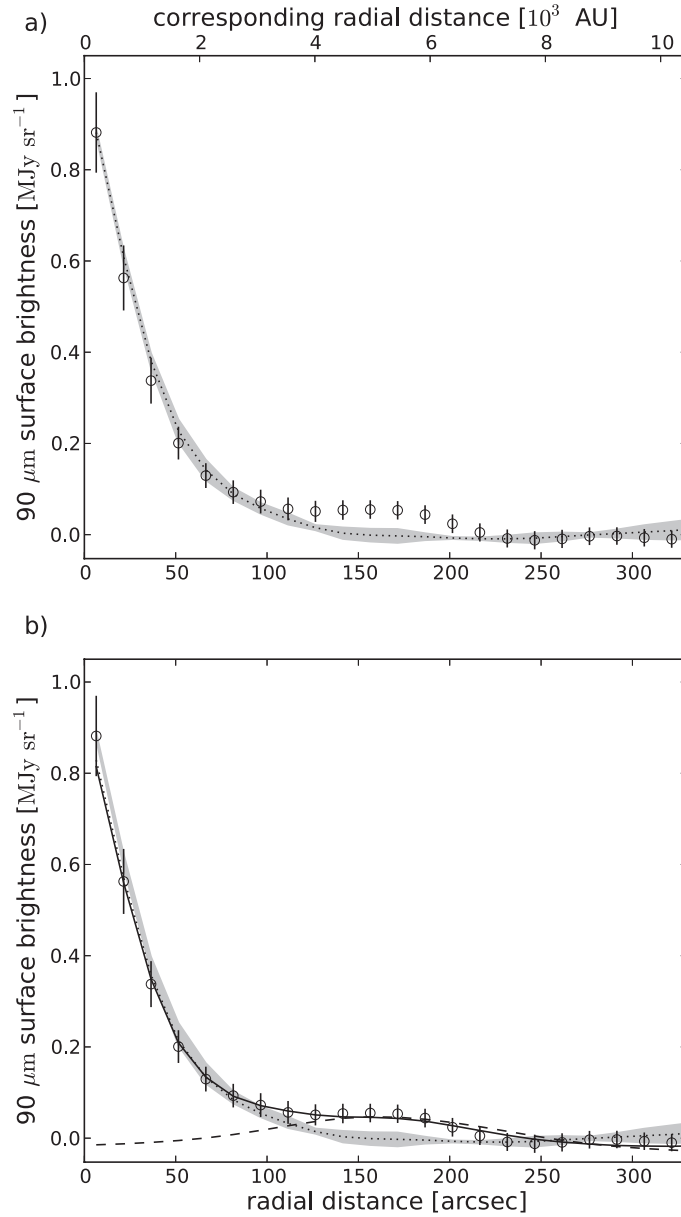 a)
corresponding radial distance [10³ AU]
0 2 4 6 8 10
90 μm surface brightness [MJy sr⁻¹]
1.0
0.8
0.6
0.4
0.2
0.0
0 50 100 150 200 250 300
b)
90 μm surface brightness [MJy sr⁻¹]
1.0
0.8
0.6
0.4
0.2
0.0
0 50 100 150 200 250 300
radial distance [arcsec]